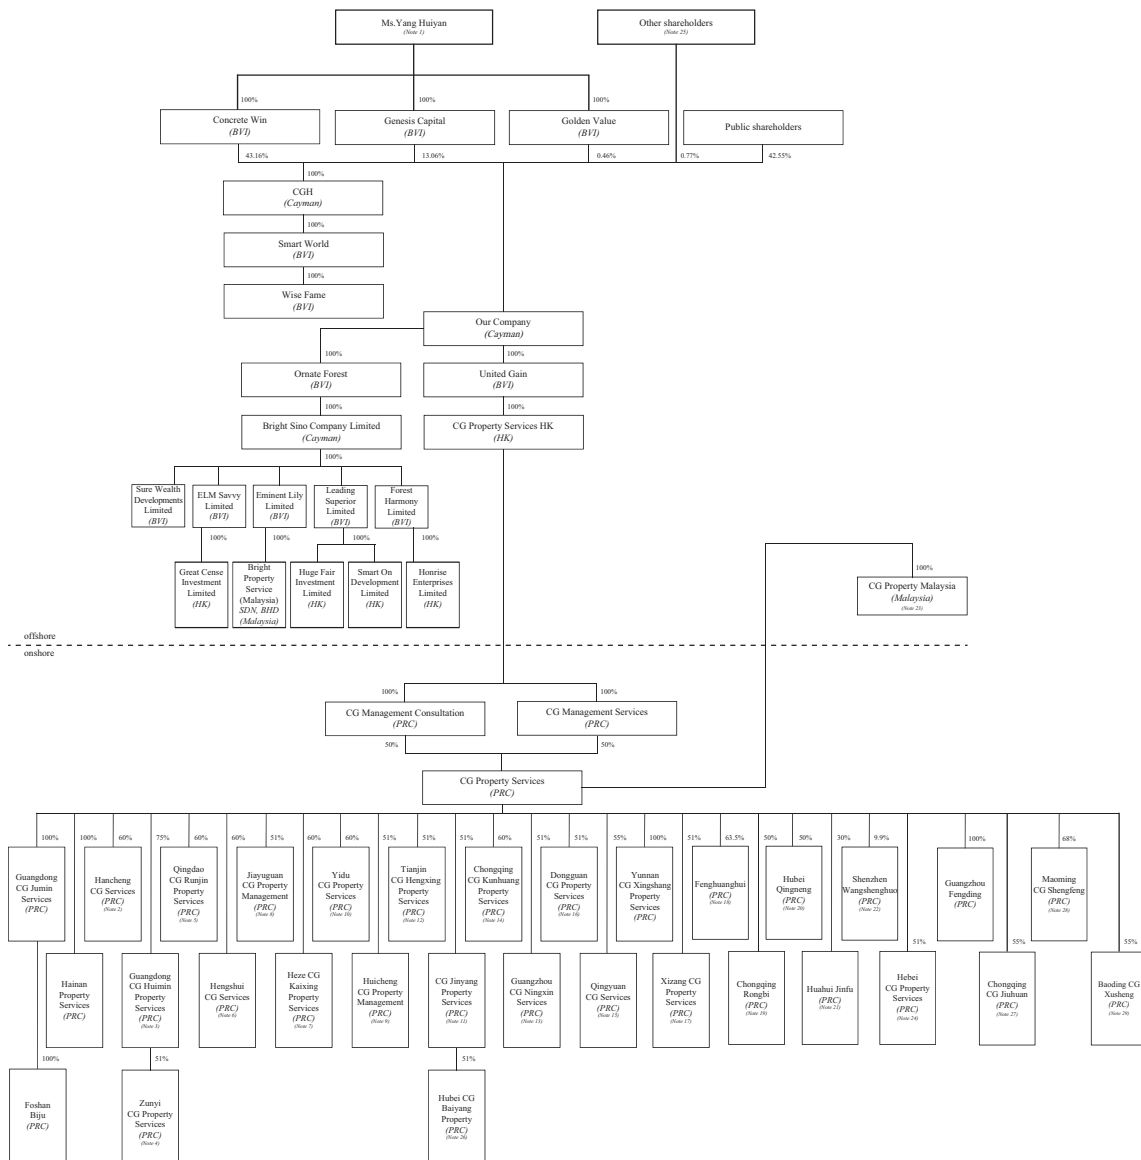 Ms.Yang Huiyan
(Note 1)
Other shareholders
(Note 25)
100%
100%
100%
Concrete Win
(BVI)
Genesis Capital
(BVI)
Golden Value
(BVI)
Public shareholders
43.16%
13.06%
0.46%
0.77%
42.55%
100%
CGH
(Cayman)
100%
Smart World
(BVI)
100%
Wise Fame
(BVI)
Our Company
(Cayman)
100%
100%
Ornate Forest
(BVI)
United Gain
(BVI)
100%
100%
Bright Sino Company Limited
(Cayman)
CG Property Services HK
(HK)
100%
Sure Wealth
Developments
Limited
(BVI)
ELM Savvy
Limited
(BVI)
Eminent Lily
Limited
(BVI)
Leading
Superior
Limited
(BVI)
Forest
Harmony
Limited
(BVI)
100%
100%
100%
100%
Great Cense
Investment
Limited
(HK)
Bright
Property
Service
(Malaysia)
SDN, BHD
(Malaysia)
Huge Fair
Investment
Limited
(HK)
Smart On
Development
Limited
(HK)
Honrise
Enterprises
Limited
(HK)
100%
CG Property Malaysia
(Malaysia)
(Note 23)
offshore
onshore
100%
100%
CG Management Consultation
(PRC)
CG Management Services
(PRC)
50%
50%
CG Property Services
(PRC)
100%
100%
60%
75%
60%
60%
51%
60%
60%
51%
51%
51%
60%
51%
51%
55%
100%
51%
63.5%
50%
50%
30%
9.9%
100%
68%
Guangdong
CG Jumin
Services
(PRC)
Hancheng
CG Services
(PRC)
(Note 2)
Qingdao
CG Runjin
Property
Services
(PRC)
(Note 5)
Jiayuguan
CG Property
Management
(PRC)
(Note 8)
Yidu
CG Property
Services
(PRC)
(Note 10)
Tianjin
CG Hengxing
Property
Services
(PRC)
(Note 12)
Chongqing
CG Kunhuang
Property
Services
(PRC)
(Note 14)
Dongguan
CG Property
Services
(PRC)
(Note 16)
Yunnan
CG Xingshang
Property
Services
(PRC)
Fenghuanghui
(PRC)
(Note 18)
Hubei
Qingneng
(PRC)
(Note 20)
Shenzhen
Wangshenghuo
(PRC)
(Note 22)
Guangzhou
Fengding
(PRC)
Maoming
CG Shengfeng
(PRC)
(Note 28)
51%
55%
55%
Hainan
Property
Services
(PRC)
Guangdong
CG Huimin
Property
Services
(PRC)
(Note 3)
Hengshui
CG Services
(PRC)
(Note 6)
Heze CG
Kaixing
Property
Services
(PRC)
(Note 7)
Huicheng
CG Property
Management
(PRC)
(Note 9)
CG Jinyang
Property
Services
(PRC)
(Note 11)
Guangzhou
CG Ningxin
Services
(PRC)
(Note 13)
Qingyuan
CG Services
(PRC)
(Note 15)
Xizang CG
Property
Services
(PRC)
(Note 17)
Chongqing
Rongbi
(PRC)
(Note 19)
Huahui Jinfu
(PRC)
(Note 21)
Hebei
CG Property
Services
(PRC)
(Note 24)
Chongqing
CG Jiuhuan
(PRC)
(Note 27)
Baoding CG
Xusheng
(PRC)
(Note 29)
100%
51%
51%
Foshan
Biju
(PRC)
Zunyi
CG Property
Services
(PRC)
(Note 4)
Hubei CG
Baiyang
Property
(PRC)
(Note 26)